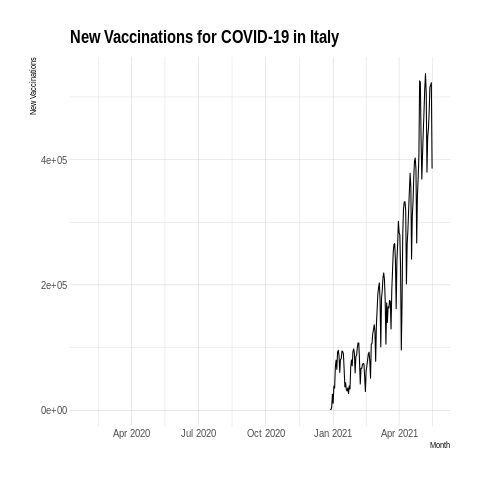 New Vaccinations for COVID-19 in Italy
New Vaccinations
4e+05
2e+05
0e+00
Apr 2020 Jul 2020 Oct 2020 Jan 2021 Apr 2021
Month